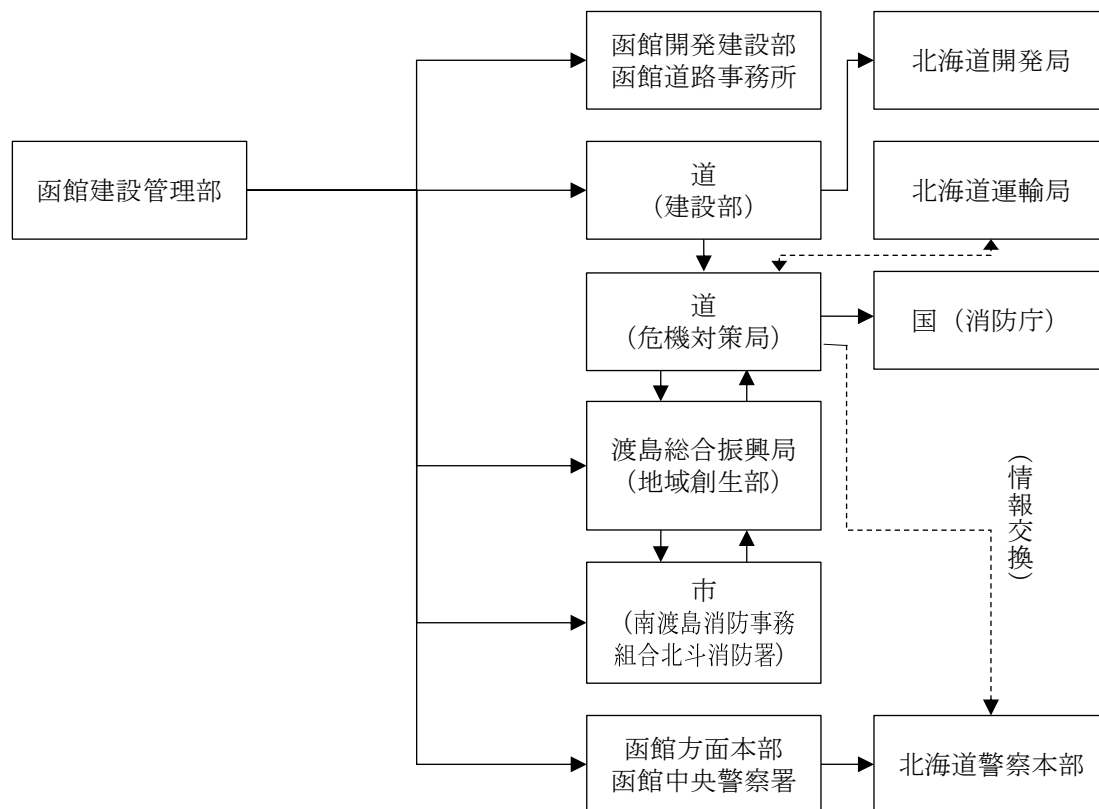 函館開発建設部
函館道路事務所
北海道開発局
函館建設管理部
道
（建設部）
北海道運輸局
道
（危機対策局）
国（消防庁）
渡島総合振興局
（地域創生部）
（情報交換）
市
（南渡島消防事務
組合北斗消防署）
函館方面本部
函館中央警察署
北海道警察本部